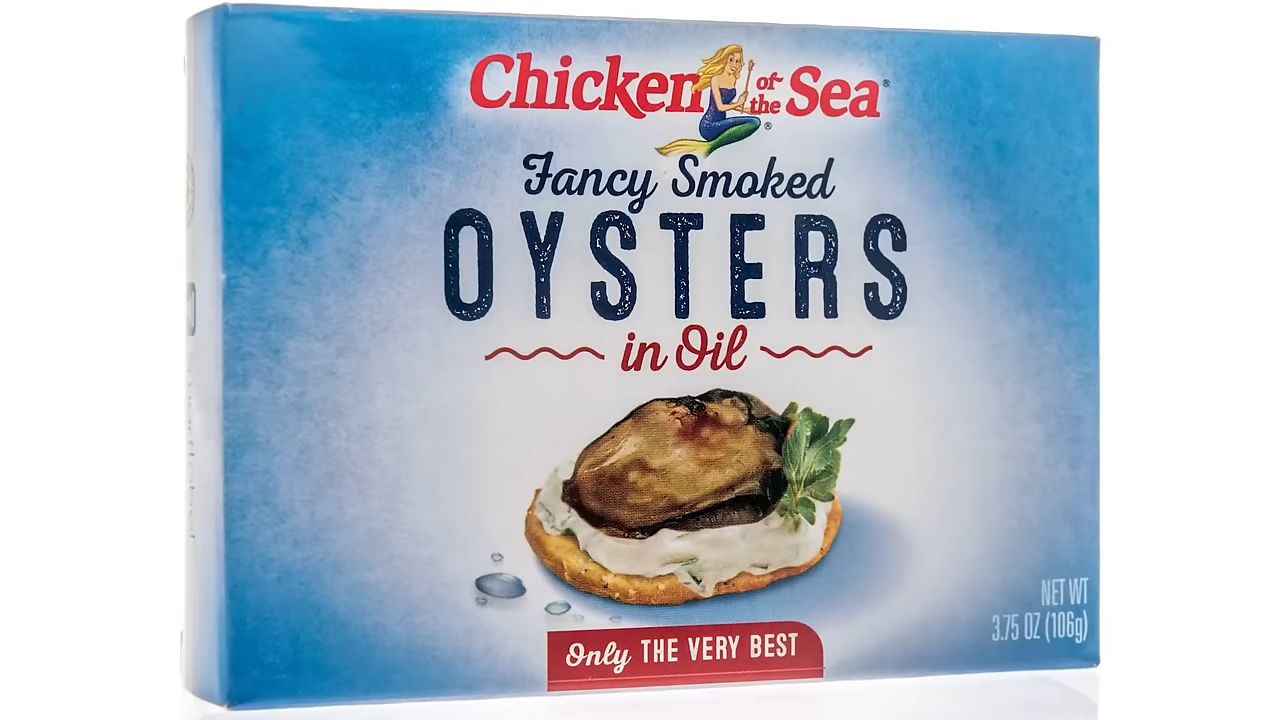 Chicken of the Sea®
®
Fancy Smoked
OYSTERS
in Oil
Only THE VERY BEST
NET WT
3.75 OZ (106g)